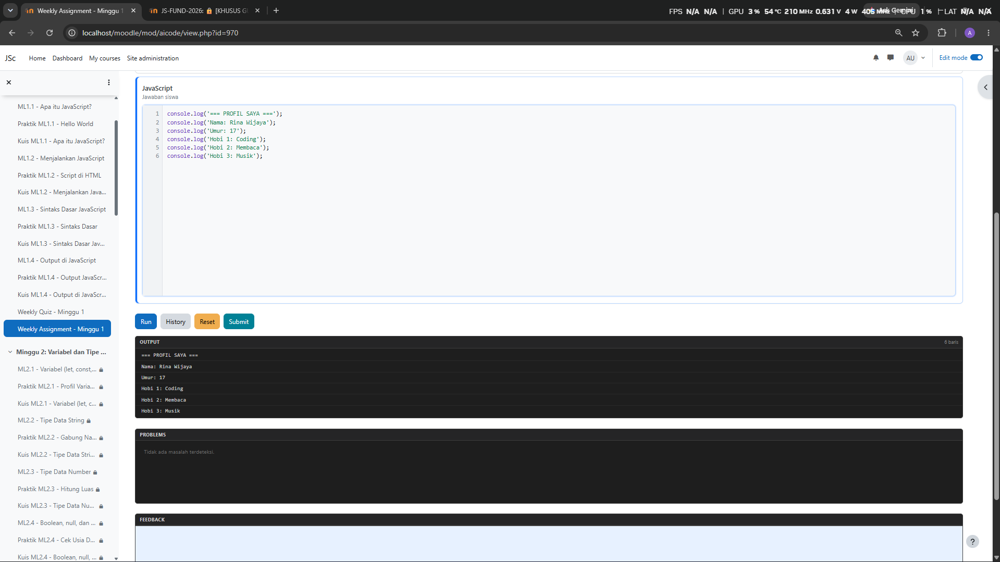 Weekly Assignment - Minggu 1
JS-FUND-2026: 🔒 [KHUSUS GU
FPS N/A N/A | GPU 3 % 54 °C 210 MHz 0.631 V 4 W 405 MHz CPU 1 % LAT N/A N/A
Ask Gemini
localhost/moodle/mod/aicode/view.php?id=970
A
JSc
Home Dashboard My courses Site administration
AU
Edit mode
ML1.1 - Apa itu JavaScript?
Praktik ML1.1 - Hello World
Kuis ML1.1 - Apa itu JavaScript?
ML1.2 - Menjalankan JavaScript
Praktik ML1.2 - Script di HTML
Kuis ML1.2 - Menjalankan Java...
ML1.3 - Sintaks Dasar JavaScript
Praktik ML1.3 - Sintaks Dasar
Kuis ML1.3 - Sintaks Dasar Jav...
ML1.4 - Output di JavaScript
Praktik ML1.4 - Output JavaScr...
Kuis ML1.4 - Output di JavaScr...
Weekly Quiz - Minggu 1
Weekly Assignment - Minggu 1
Minggu 2: Variabel dan Tipe ...
ML2.1 - Variabel (let, const,...
Praktik ML2.1 - Profil Varia...
Kuis ML2.1 - Variabel (let, c...
ML2.2 - Tipe Data String
Praktik ML2.2 - Gabung Na...
Kuis ML2.2 - Tipe Data Stri...
ML2.3 - Tipe Data Number
Praktik ML2.3 - Hitung Luas
Kuis ML2.3 - Tipe Data Nu...
ML2.4 - Boolean, null, dan ...
Praktik ML2.4 - Cek Usia D...
Kuis ML2.4 - Boolean, null, ...
JavaScript
Jawaban siswa
1 console.log('=== PROFIL SAYA ===');
2 console.log('Nama: Rina Wijaya');
3 console.log('Umur: 17');
4 console.log('Hobi 1: Coding');
5 console.log('Hobi 2: Membaca');
6 console.log('Hobi 3: Musik');
Run History Reset Submit
OUTPUT 6 baris
=== PROFIL SAYA ===
Nama: Rina Wijaya
Umur: 17
Hobi 1: Coding
Hobi 2: Membaca
Hobi 3: Musik
PROBLEMS
Tidak ada masalah terdeteksi.
FEEDBACK
?